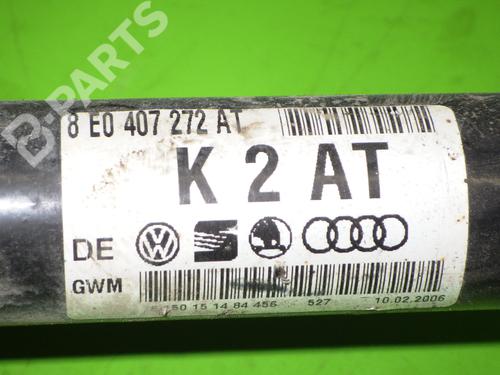 B-PARTS
8 E0 407 272 AT
K 2 AT
DE
GWM
50 15 14 84 456 527 10.02.2006